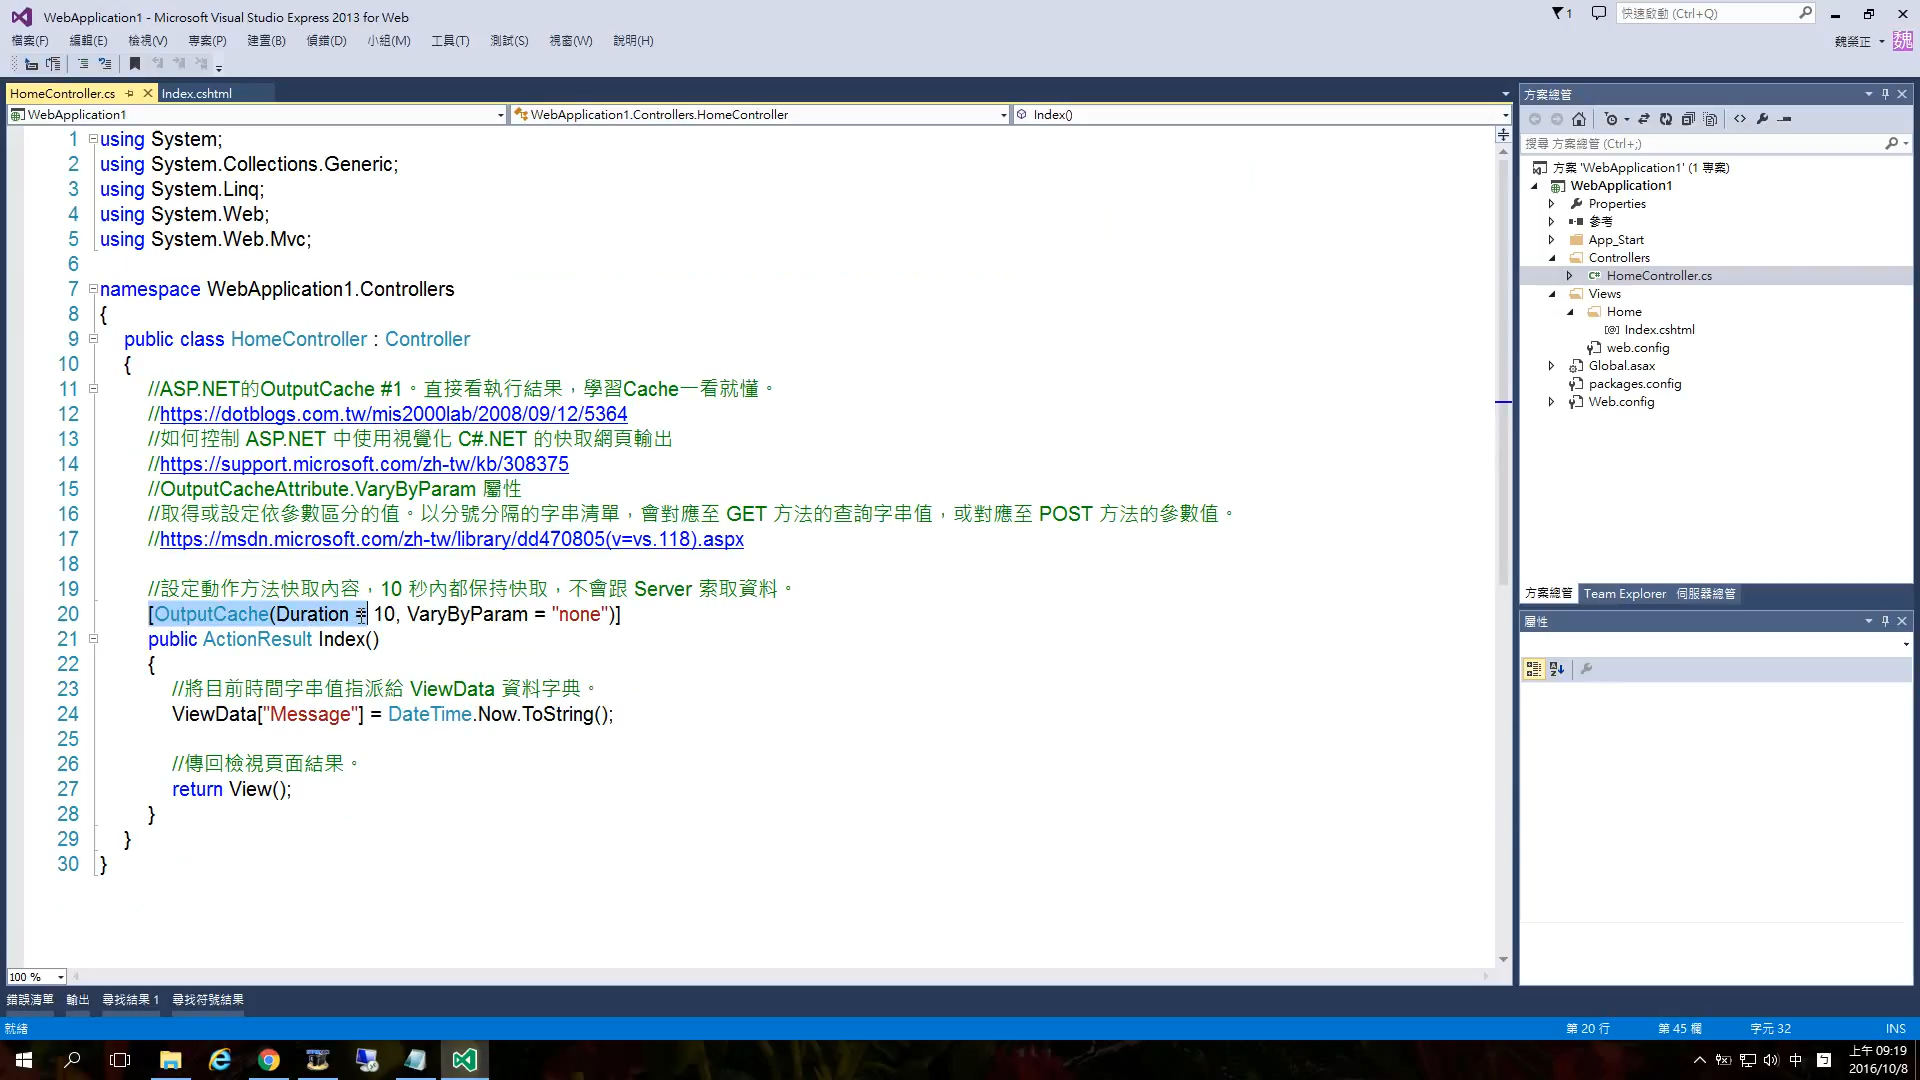 WebApplication1 - Microsoft Visual Studio Express 2013 for Web
1
快速啟動 (Ctrl+Q)
檔案(F) 編輯(E) 檢視(V) 專案(P) 建置(B) 偵錯(D) 小組(M) 工具(T) 測試(S) 視窗(W) 說明(H)
魏榮正 魏
HomeController.cs Index.cshtml
WebApplication1 WebApplication1.Controllers.HomeController Index()
1 using System;
2 using System.Collections.Generic;
3 using System.Linq;
4 using System.Web;
5 using System.Web.Mvc;
6
7 namespace WebApplication1.Controllers
8 {
9 public class HomeController : Controller
10 {
11 //ASP.NET的OutputCache #1。直接看執行結果，學習Cache一看就懂。
12 //https://dotblogs.com.tw/mis2000lab/2008/09/12/5364
13 //如何控制 ASP.NET 中使用視覺化 C#.NET 的快取網頁輸出
14 //https://support.microsoft.com/zh-tw/kb/308375
15 //OutputCacheAttribute.VaryByParam 屬性
16 //取得或設定依參數區分的值。以分號分隔的字串清單，會對應至 GET 方法的查詢字串值，或對應至 POST 方法的參數值。
17 //https://msdn.microsoft.com/zh-tw/library/dd470805(v=vs.118).aspx
18
19 //設定動作方法快取內容，10 秒內都保持快取，不會跟 Server 索取資料。
20 [OutputCache(Duration = 10, VaryByParam = "none")]
21 public ActionResult Index()
22 {
23 //將目前時間字串值指派給 ViewData 資料字典。
24 ViewData["Message"] = DateTime.Now.ToString();
25
26 //傳回檢視頁面結果。
27 return View();
28 }
29 }
30 }
100 %
錯誤清單 輸出 尋找結果 1 尋找符號結果
方案總管
搜尋 方案總管 (Ctrl+;)
方案 'WebApplication1' (1 專案)
WebApplication1
Properties
參考
App_Start
Controllers
C# HomeController.cs
Views
Home
Index.cshtml
web.config
Global.asax
packages.config
Web.config
方案總管 Team Explorer 伺服器總管
屬性
就緒 第 20 行 第 45 欄 字元 32 INS
中
上午 09:19
2016/10/8